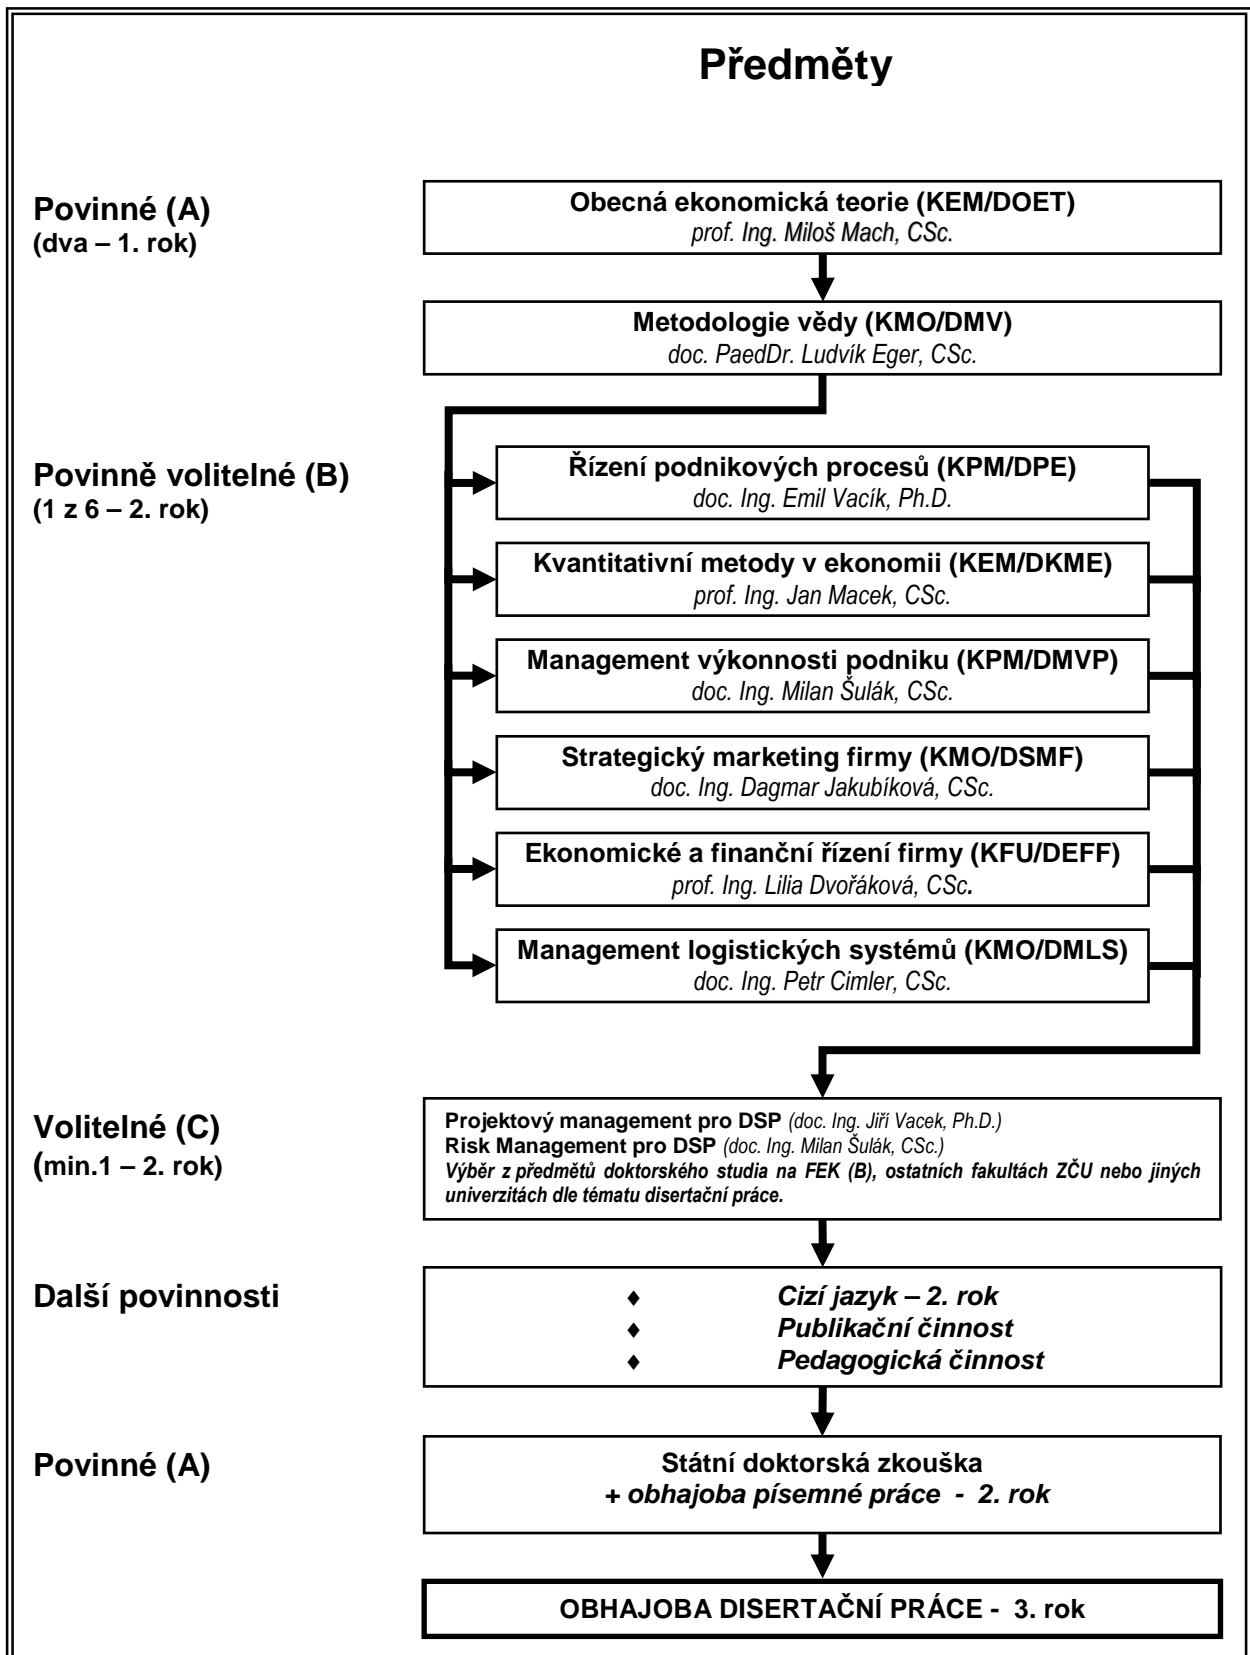 Předměty
Povinné (A)
(dva – 1. rok)
Obecná ekonomická teorie (KEM/DOET)
prof. Ing. Miloš Mach, CSc.
Metodologie vědy (KMO/DMV)
doc. PaedDr. Ludvík Eger, CSc.
Povinně volitelné (B)
(1 z 6 – 2. rok)
Řízení podnikových procesů (KPM/DPE)
doc. Ing. Emil Vacík, Ph.D.
Kvantitativní metody v ekonomii (KEM/DKME)
prof. Ing. Jan Macek, CSc.
Management výkonnosti podniku (KPM/DMVP)
doc. Ing. Milan Šulák, CSc.
Strategický marketing firmy (KMO/DSMF)
doc. Ing. Dagmar Jakubíková, CSc.
Ekonomické a finanční řízení firmy (KFU/DEFF)
prof. Ing. Lilia Dvořáková, CSc.
Management logistických systémů (KMO/DMLS)
doc. Ing. Petr Cimler, CSc.
Volitelné (C)
(min.1 – 2. rok)
Projektový management pro DSP (doc. Ing. Jiří Vacek, Ph.D.)
Risk Management pro DSP (doc. Ing. Milan Šulák, CSc.)
Výběr z předmětů doktorského studia na FEK (B), ostatních fakultách ZČU nebo jiných
univerzitách dle tématu disertační práce.
Další povinnosti
♦ Cizí jazyk – 2. rok
♦ Publikační činnost
♦ Pedagogická činnost
Povinné (A)
Státní doktorská zkouška
+ obhajoba písemné práce - 2. rok
OBHAJOBA DISERTAČNÍ PRÁCE - 3. rok